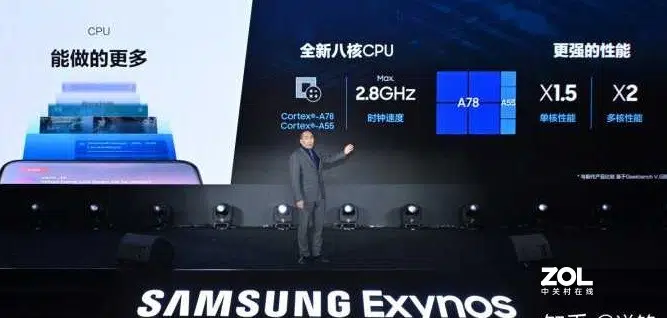 CPU
能做的更多
全新八核CPU
Cortex®-A78
Cortex®-A55
Max.
2.8GHz
时钟速度
A78
A55
更强的性能
X1.5
单核性能
X2
多核性能
ZOL
中关村在线
SAMSUNG Exynos
知乎